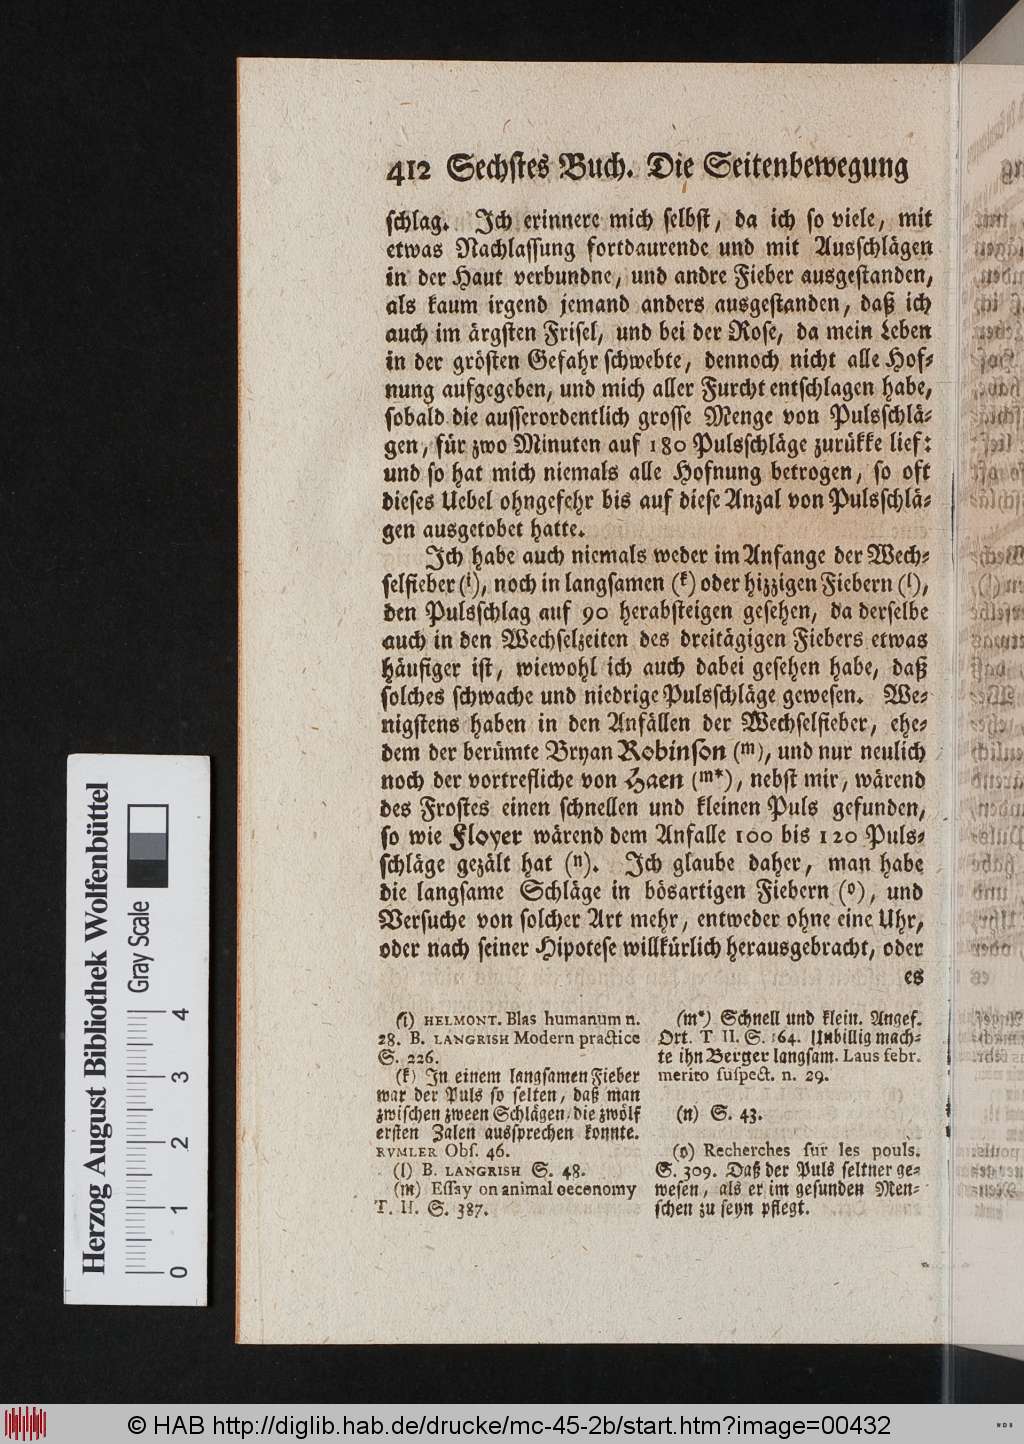 412 Sechstes Buch. Die Seitenbewegung
schlag. Ich erinnere mich selbst, da ich so viele, mit
etwas Nachlassung fortdaurende und mit Ausschlägen
in der Haut verbundne, und andre Fieber ausgestanden,
als kaum irgend jemand anders ausgestanden, daß ich
auch im ärgsten Frisel, und bei der Rose, da mein Leben
in der grösten Gefahr schwebte, dennoch nicht alle Hof-
nung aufgegeben, und mich aller Furcht entschlagen habe,
sobald die ausserordentlich grosse Menge von Pulsschlä-
gen, für zwo Minuten auf 180 Pulsschläge zurükke lief:
und so hat mich niemals alle Hofnung betrogen, so oft
dieses Uebel ohngefehr bis auf diese Anzal von Pulsschlä-
gen ausgetobet hatte.
Ich habe auch niemals weder im Anfange der Wech-
selfieber (i), noch in langsamen (k) oder hizzigen Fiebern (l),
den Pulsschlag auf 90 herabsteigen gesehen, da derselbe
auch in den Wechselzeiten des dreitägigen Fiebers etwas
häufiger ist, wiewohl ich auch dabei gesehen habe, daß
solches schwache und niedrige Pulsschläge gewesen. We-
nigstens haben in den Anfällen der Wechselfieber, ehe-
dem der berümte Bryan Robinson (m), und nur neulich
noch der vortrefliche von Haen (m*), nebst mir, wärend
des Frostes einen schnellen und kleinen Puls gefunden,
so wie Floyer wärend dem Anfalle 100 bis 120 Puls-
schläge gezält hat (n). Ich glaube daher, man habe
die langsame Schläge in bösartigen Fiebern (o), und
Versuche von solcher Art mehr, entweder ohne eine Uhr,
oder nach seiner Hipotese willkürlich herausgebracht, oder
es
(i) HELMONT. Blas humanum n.
28. B. LANGRISH Modern practice
S. 226.
(k) In einem langsamen Fieber
war der Puls so selten, daß man
zwischen zween Schlägen, die zwölf
ersten Zalen aussprechen konnte.
RVMLER Obs. 46.
(l) B. LANGRISH S. 48.
(m) Essay on animal oeconomy
T. II. S. 387.
(m*) Schnell und klein. Angef.
Ort. T II. S. 164. Unbillig mach-
te ihn Berger langsam. Laus febr.
merito suspect. n. 29.
(n) S. 43.
(o) Recherches sur les pouls.
S. 309. Daß der Puls seltner ge-
wesen, als er im gesunden Men-
schen zu seyn pflegt.
Herzog August Bibliothek Wolfenbüttel
Gray Scale
0 1 2 3 4
© HAB http://diglib.hab.de/drucke/mc-45-2b/start.htm?image=00432